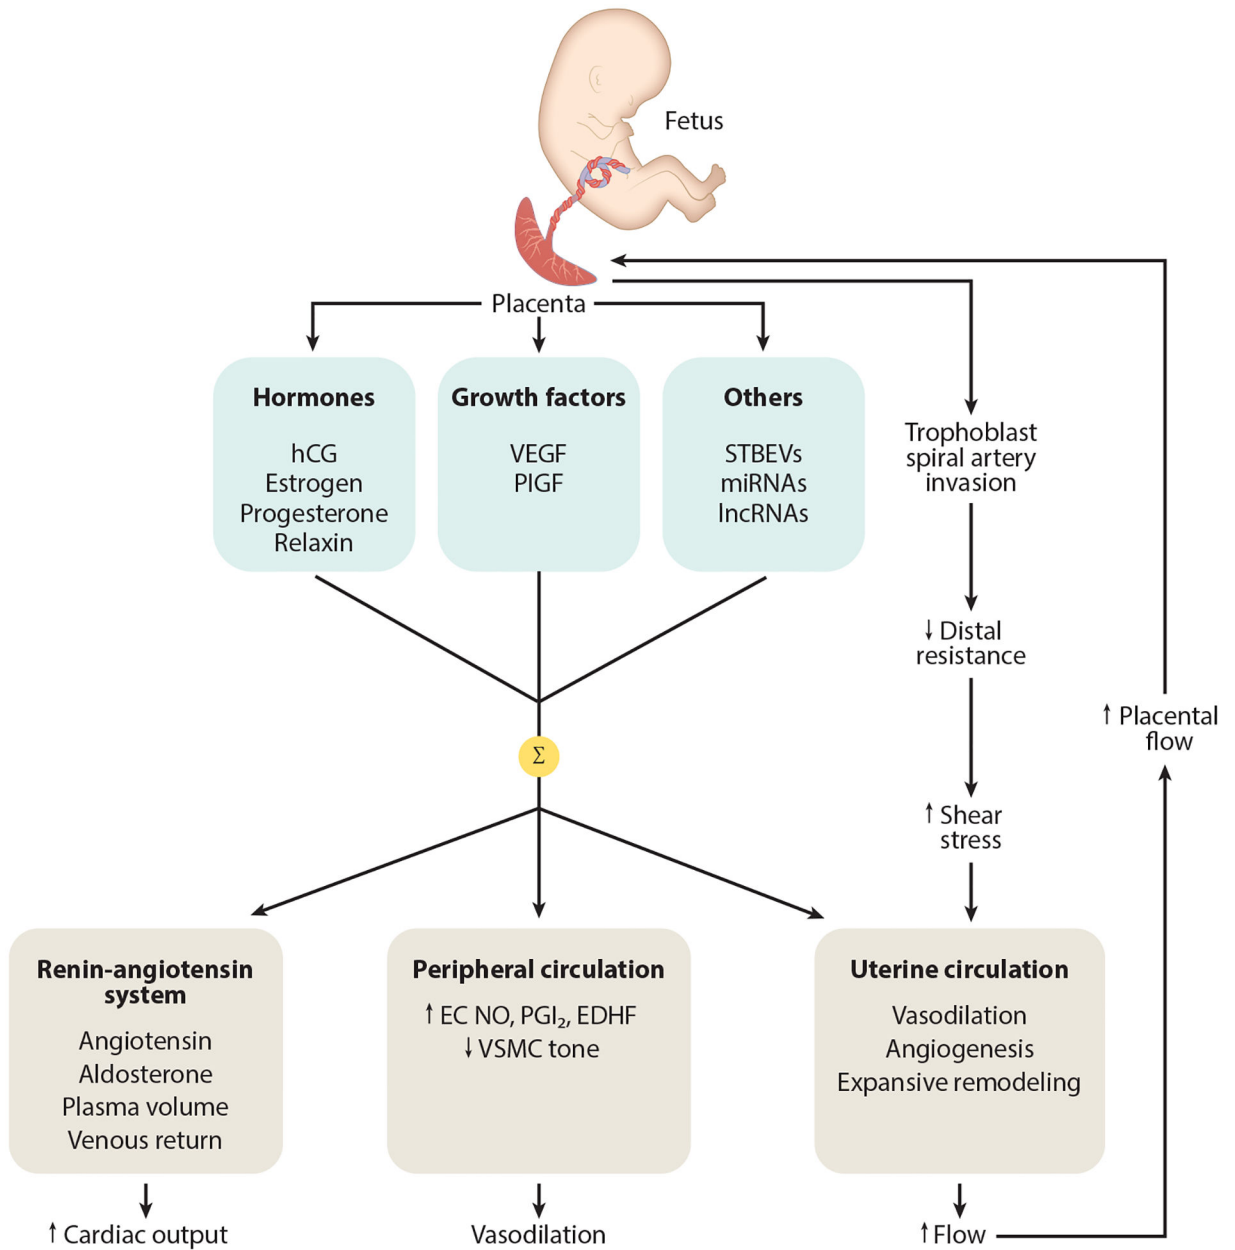 Fetus
Placenta
Hormones
hCG
Estrogen
Progesterone
Relaxin
Growth factors
VEGF
PIGF
Others
STBEVs
miRNAs
lncRNAs
Trophoblast
spiral artery
invasion
↓ Distal
resistance
↑ Shear
stress
↑ Placental
flow
Σ
Renin-angiotensin
system
Angiotensin
Aldosterone
Plasma volume
Venous return
↑ Cardiac output
Peripheral circulation
↑ EC NO, PGI₂, EDHF
↓ VSMC tone
Vasodilation
Uterine circulation
Vasodilation
Angiogenesis
Expansive remodeling
↑ Flow